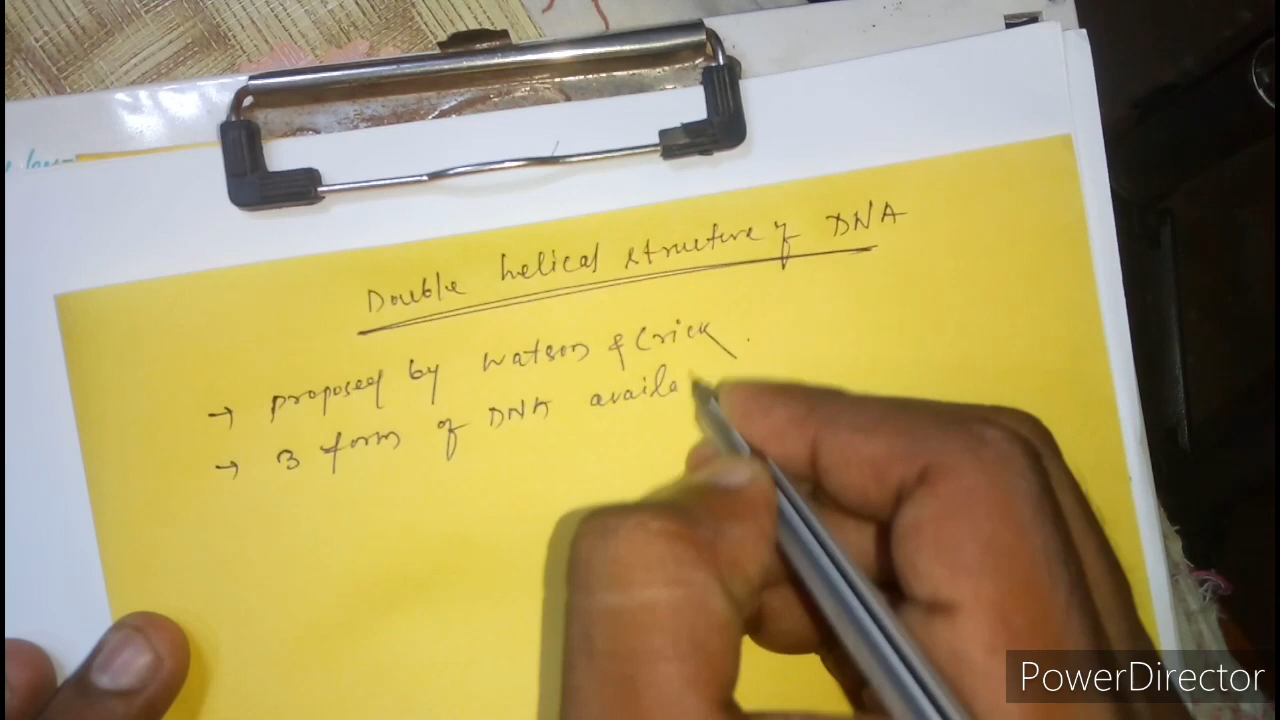 Double helical structure of DNA
→ proposed by Watson & Crick.
→ 3 form of DNA availa
PowerDirector